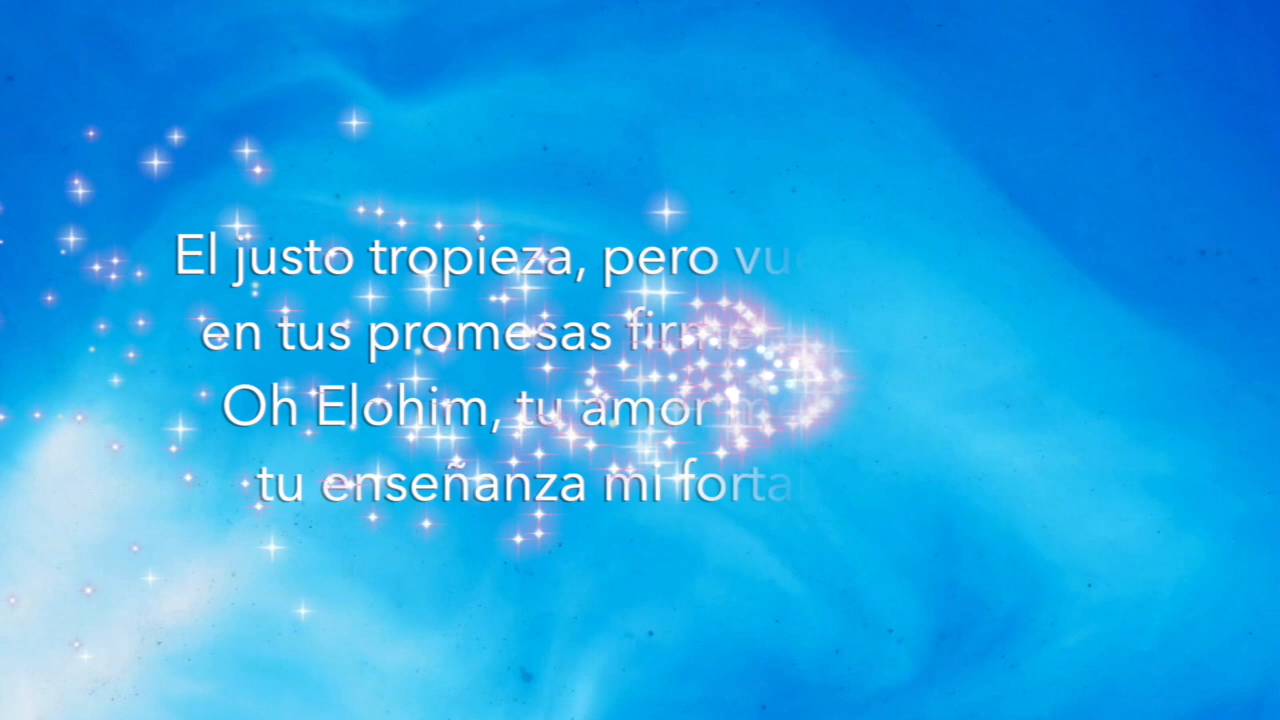 El justo tropieza, pero
en tus promesas
Oh Elohim, tu amor
tu enseñanza mi